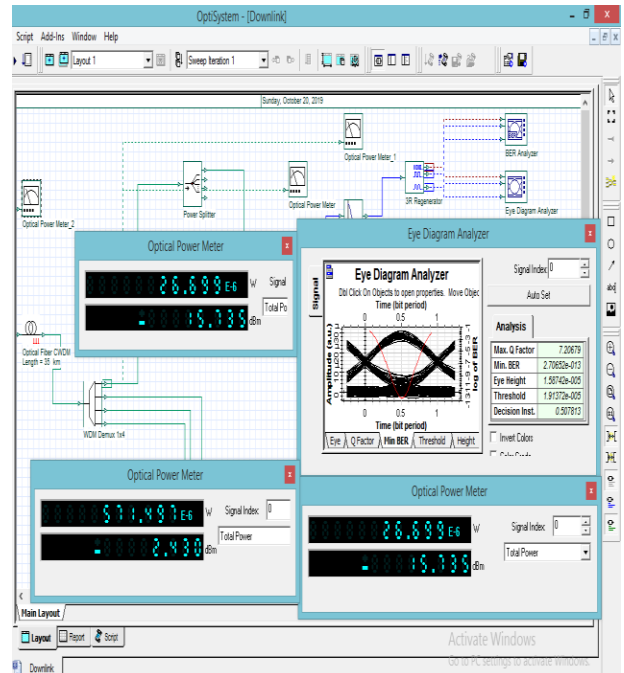 OptiSystem - [Downlink]
Script Add-Ins Window Help
Layout 1 Sweep Iteration 1
Sunday, October 20, 2019
Optical Power Meter_1
BER Analyzer
Power Splitter
Optical Power Meter
3R Regenerator
Eye Diagram Analyzer
Optical Power Meter_2
Optical Power Meter
26.699 E-6 W Signal
-15.735 dBm Total Po
Eye Diagram Analyzer
Signal
Eye Diagram Analyzer
Dbl Click On Objects to open properties. Move Objec
Time (bit period)
0 0.5 1
Amplitude (a.u.)
log of BER
0 0.5 1
Time (bit period)
Eye Q Factor Min BER Threshold Height
Signal Index: 0
Auto Set
Analysis
Max. Q Factor 7.20679
Min. BER 2.70652e-013
Eye Height 1.58742e-005
Threshold 1.91372e-005
Decision Inst. 0.507813
Invert Colors
Optical Fiber CWDM
Length = 35 km
WDM Demux 1x4
Optical Power Meter
571.497 E-6 W Signal Index: 0
-2.430 dBm Total Power
Optical Power Meter
26.699 E-6 W Signal Index: 0
-15.735 dBm Total Power
Main Layout
Layout Report Script
Activate Windows
Go to PC settings to activate Windows.
Downlink